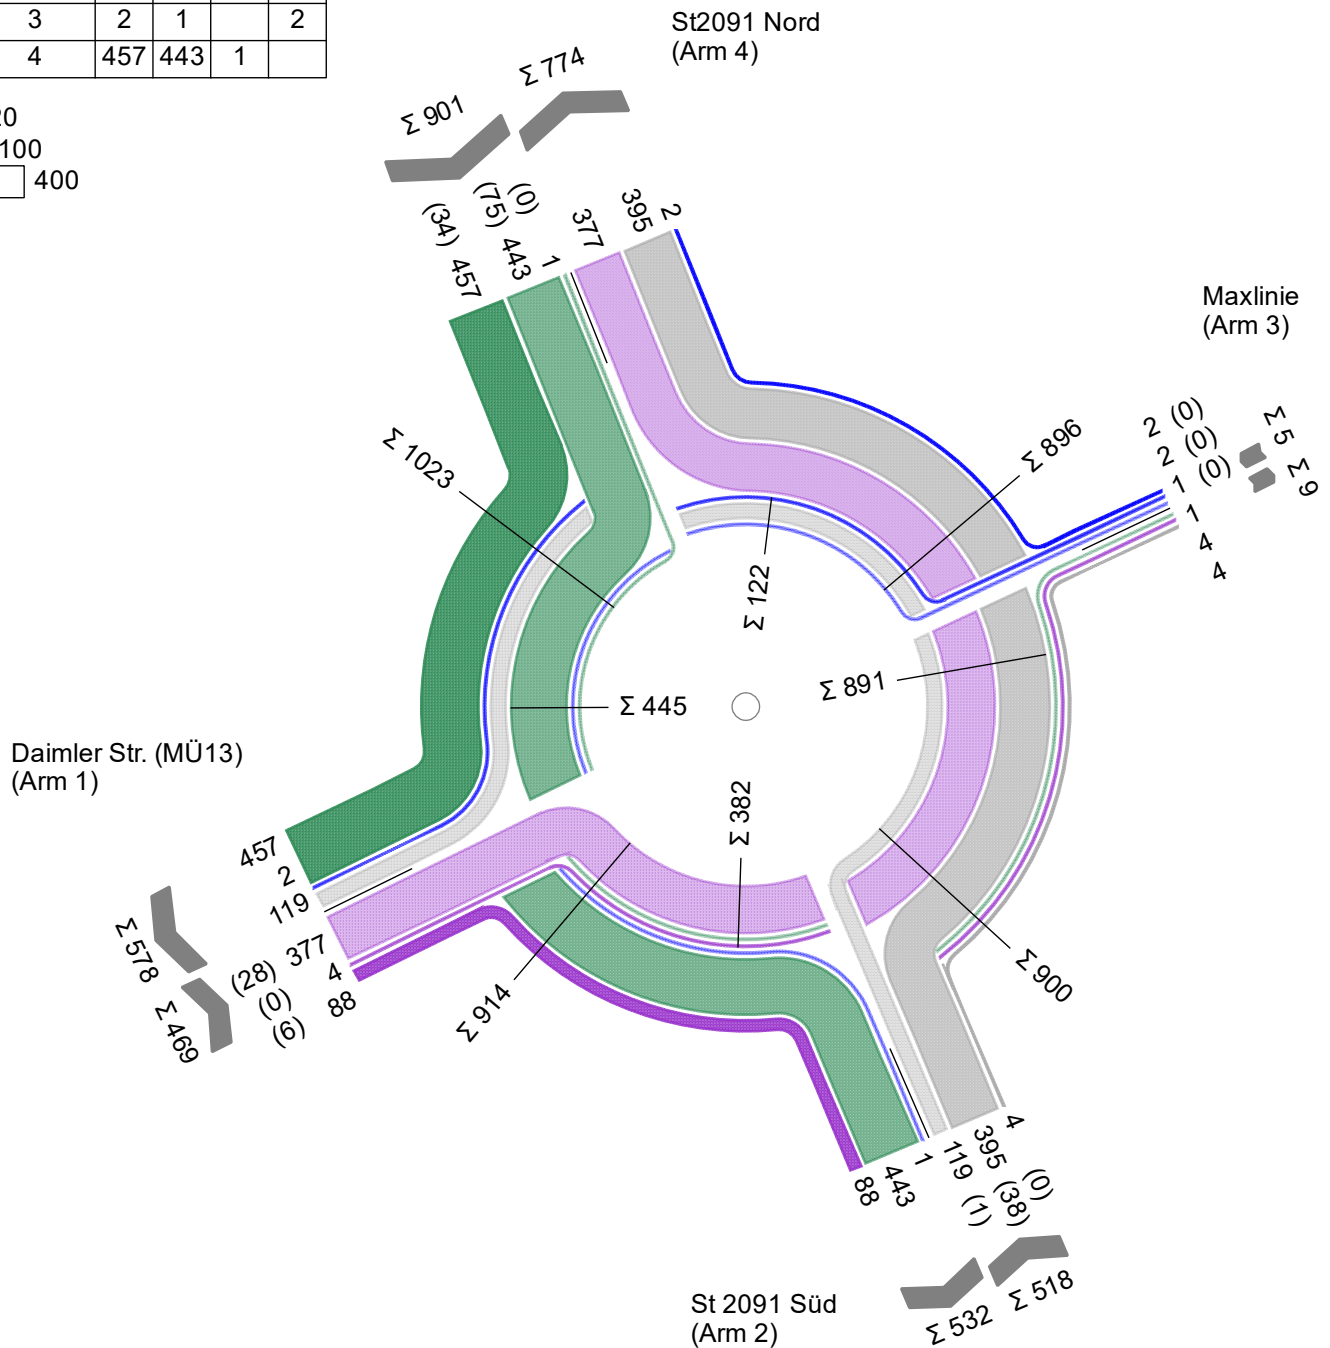 3 2 1 2
4 457 443 1
20
100
400
St2091 Nord
(Arm 4)
Σ 774
Σ 901
(34) 457
(75) 443
(0) 1
377
395
2
Maxlinie
(Arm 3)
2 (0)
2 (0)
1 (0)
1
4
4
Σ 5
Σ 9
Σ 1023
Σ 896
Σ 122
Σ 891
Σ 445
Σ 382
Σ 900
Σ 914
Daimler Str. (MÜ13)
(Arm 1)
457
2
119
377 (28)
4 (0)
88 (6)
Σ 578
Σ 469
88
443
1
119 (1)
395 (38)
4 (0)
Σ 518
Σ 532
St 2091 Süd
(Arm 2)